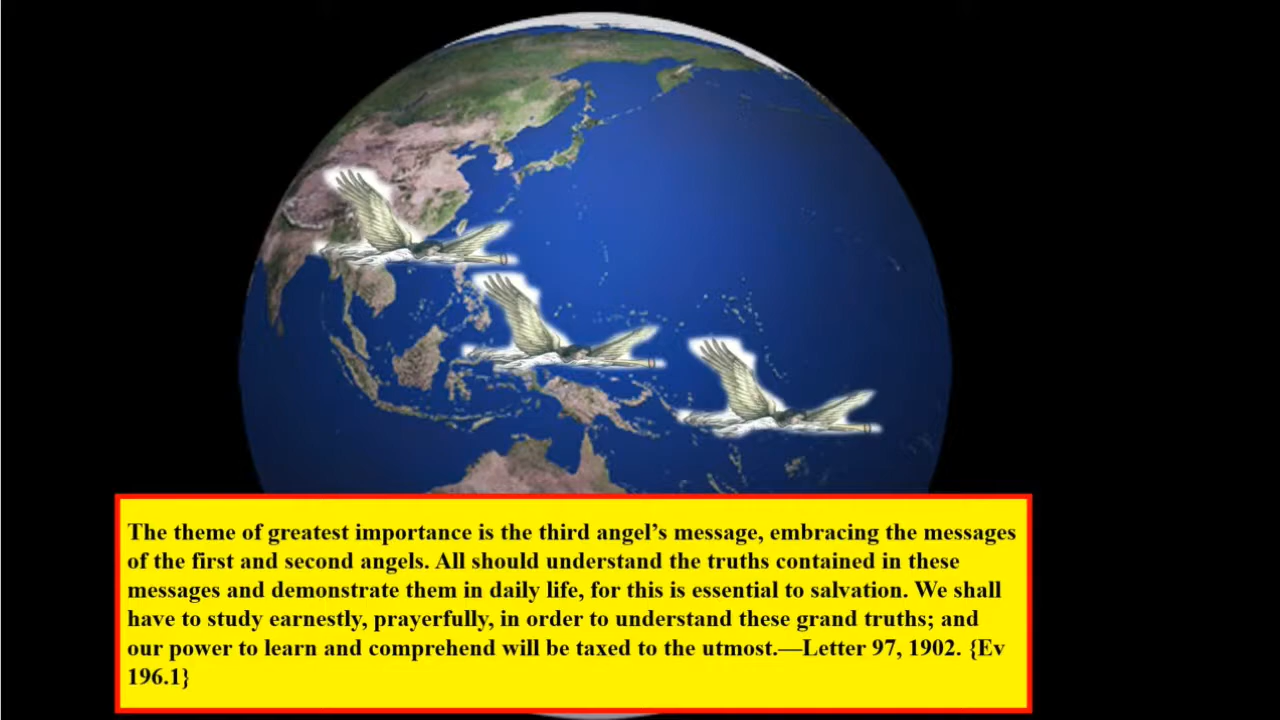 The theme of greatest importance is the third angel’s message, embracing the messages
of the first and second angels. All should understand the truths contained in these
messages and demonstrate them in daily life, for this is essential to salvation. We shall
have to study earnestly, prayerfully, in order to understand these grand truths; and
our power to learn and comprehend will be taxed to the utmost.—Letter 97, 1902. {Ev
196.1}